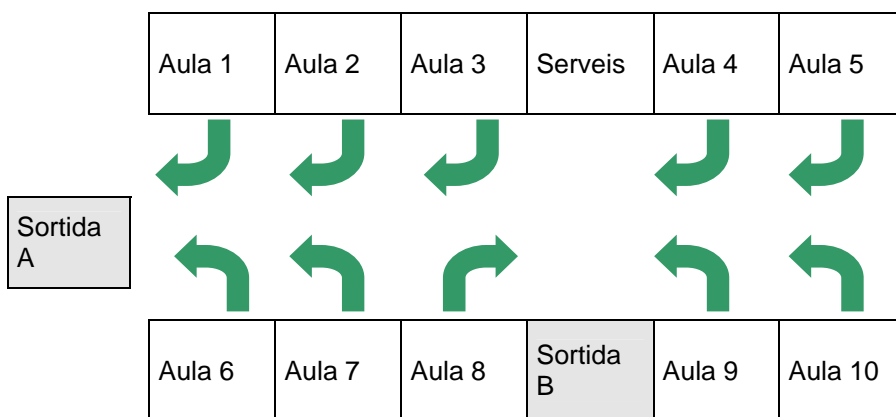 Aula 1
Aula 2
Aula 3
Serveis
Aula 4
Aula 5
Sortida
A
Aula 6
Aula 7
Aula 8
Sortida
B
Aula 9
Aula 10